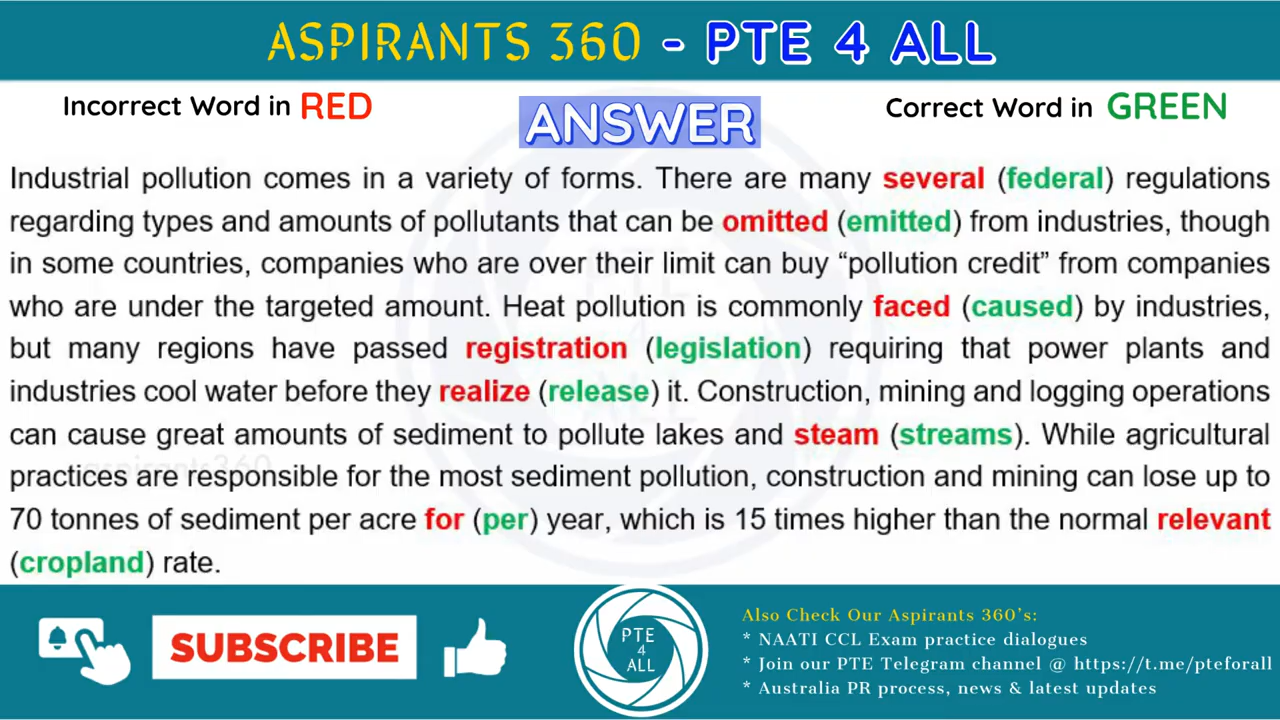 ASPIRANTS 360 - PTE 4 ALL
Incorrect Word in RED
ANSWER
Correct Word in GREEN
Industrial pollution comes in a variety of forms. There are many several (federal) regulations
regarding types and amounts of pollutants that can be omitted (emitted) from industries, though
in some countries, companies who are over their limit can buy “pollution credit” from companies
who are under the targeted amount. Heat pollution is commonly faced (caused) by industries,
but many regions have passed registration (legislation) requiring that power plants and
industries cool water before they realize (release) it. Construction, mining and logging operations
can cause great amounts of sediment to pollute lakes and steam (streams). While agricultural
practices are responsible for the most sediment pollution, construction and mining can lose up to
70 tonnes of sediment per acre for (per) year, which is 15 times higher than the normal relevant
(cropland) rate.
aspirants360
SUBSCRIBE
PTE
4
ALL
Also Check Our Aspirants 360's:
* NAATI CCL Exam practice dialogues
* Join our PTE Telegram channel @ https://t.me/pteforall
* Australia PR process, news & latest updates